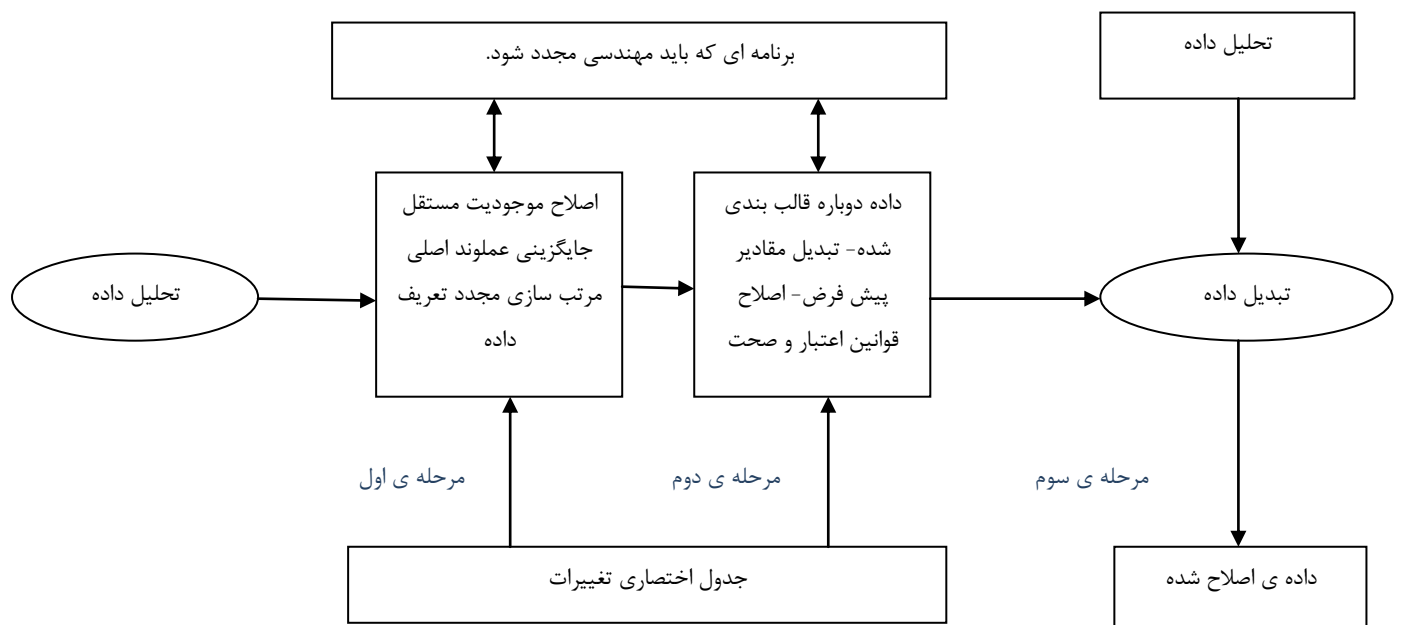 برنامه ای که باید مهندسی مجدد شود.
تحلیل داده
تحلیل داده
اصلاح موجودیت مستقل
جایگزینی عملوند اصلی
مرتب سازی مجدد تعریف
داده
داده دوباره قالب بندی
شده- تبدیل مقادیر
پیش فرض- اصلاح
قوانین اعتبار و صحت
تبدیل داده
مرحله ی اول
مرحله ی دوم
مرحله ی سوم
جدول اختصاری تغییرات
داده ی اصلاح شده